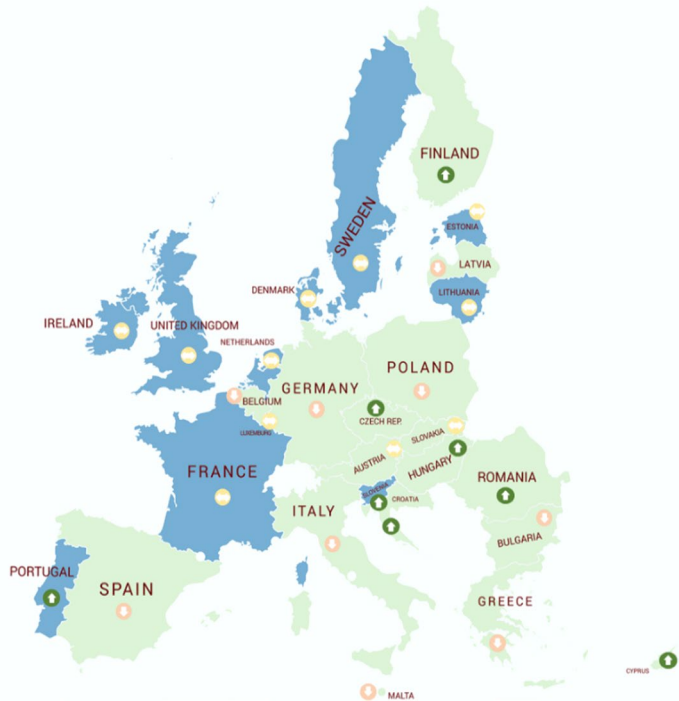 FINLAND
SWEDEN
ESTONIA
LATVIA
LITHUANIA
DENMARK
IRELAND
UNITED KINGDOM
NETHERLANDS
POLAND
GERMANY
BELGIUM
CZECH REP.
LUXEMBURG
SLOVAKIA
AUSTRIA
HUNGARY
FRANCE
ROMANIA
SLOVENIA
CROATIA
ITALY
BULGARIA
PORTUGAL
SPAIN
GREECE
CYPRUS
MALTA